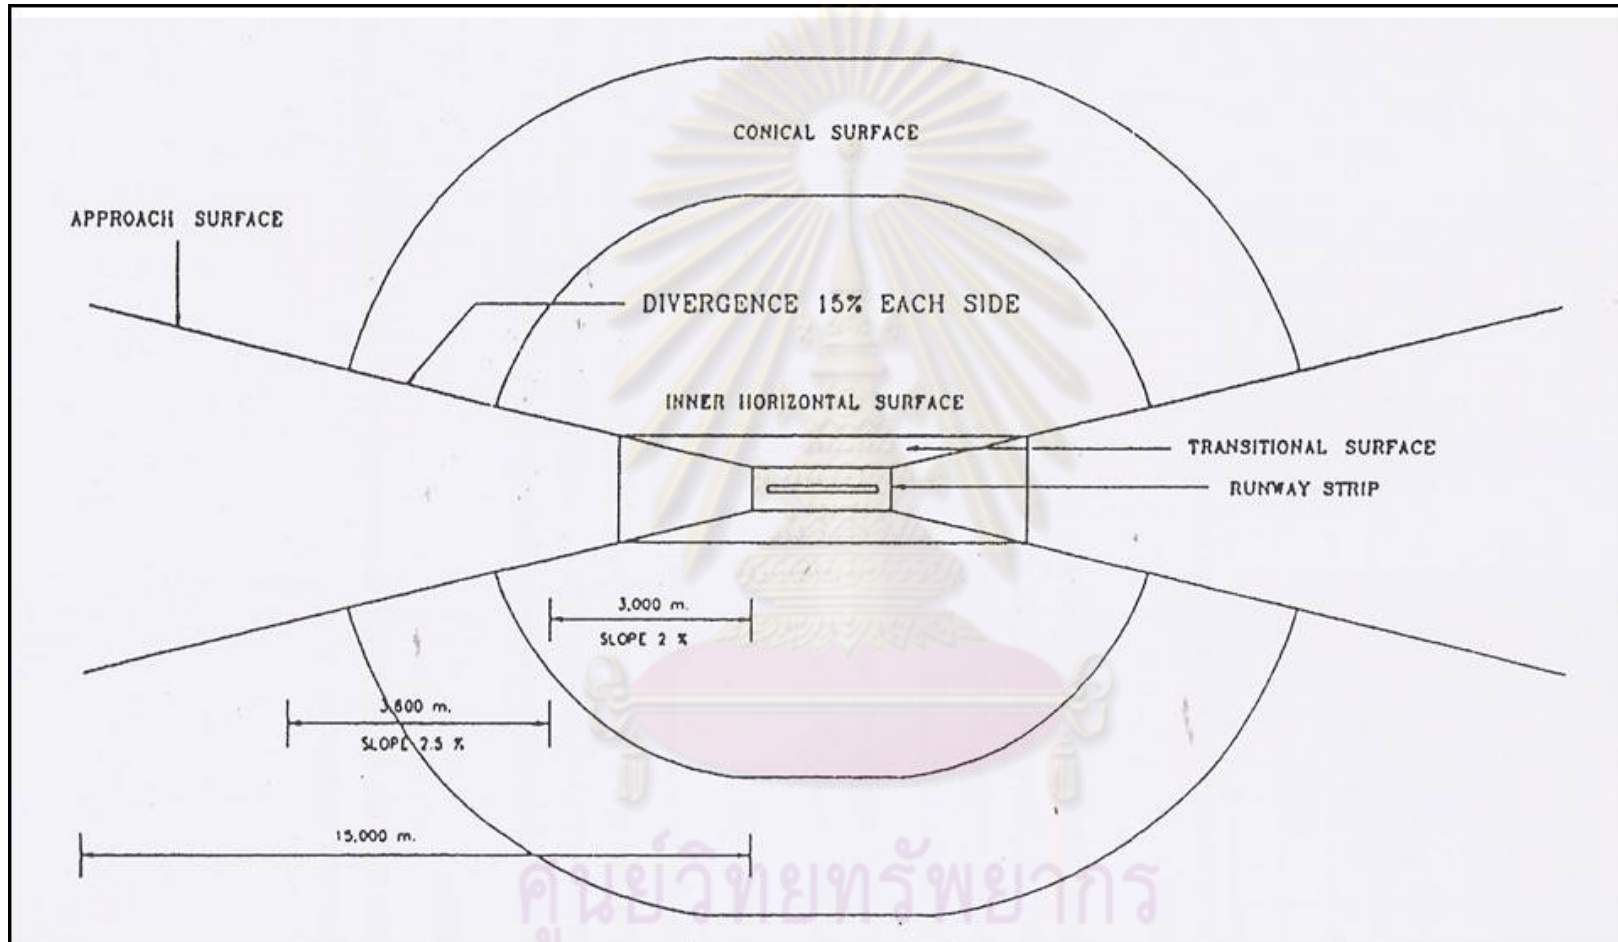 CONICAL SURFACE
APPROACH SURFACE
DIVERGENCE 15% EACH SIDE
INNER HORIZONTAL SURFACE
TRANSITIONAL SURFACE
RUNWAY STRIP
3,000 m.
SLOPE 2 %
3,600 m.
SLOPE 2.5 %
15,000 m.
ศูนย์วิทยทรัพยากร